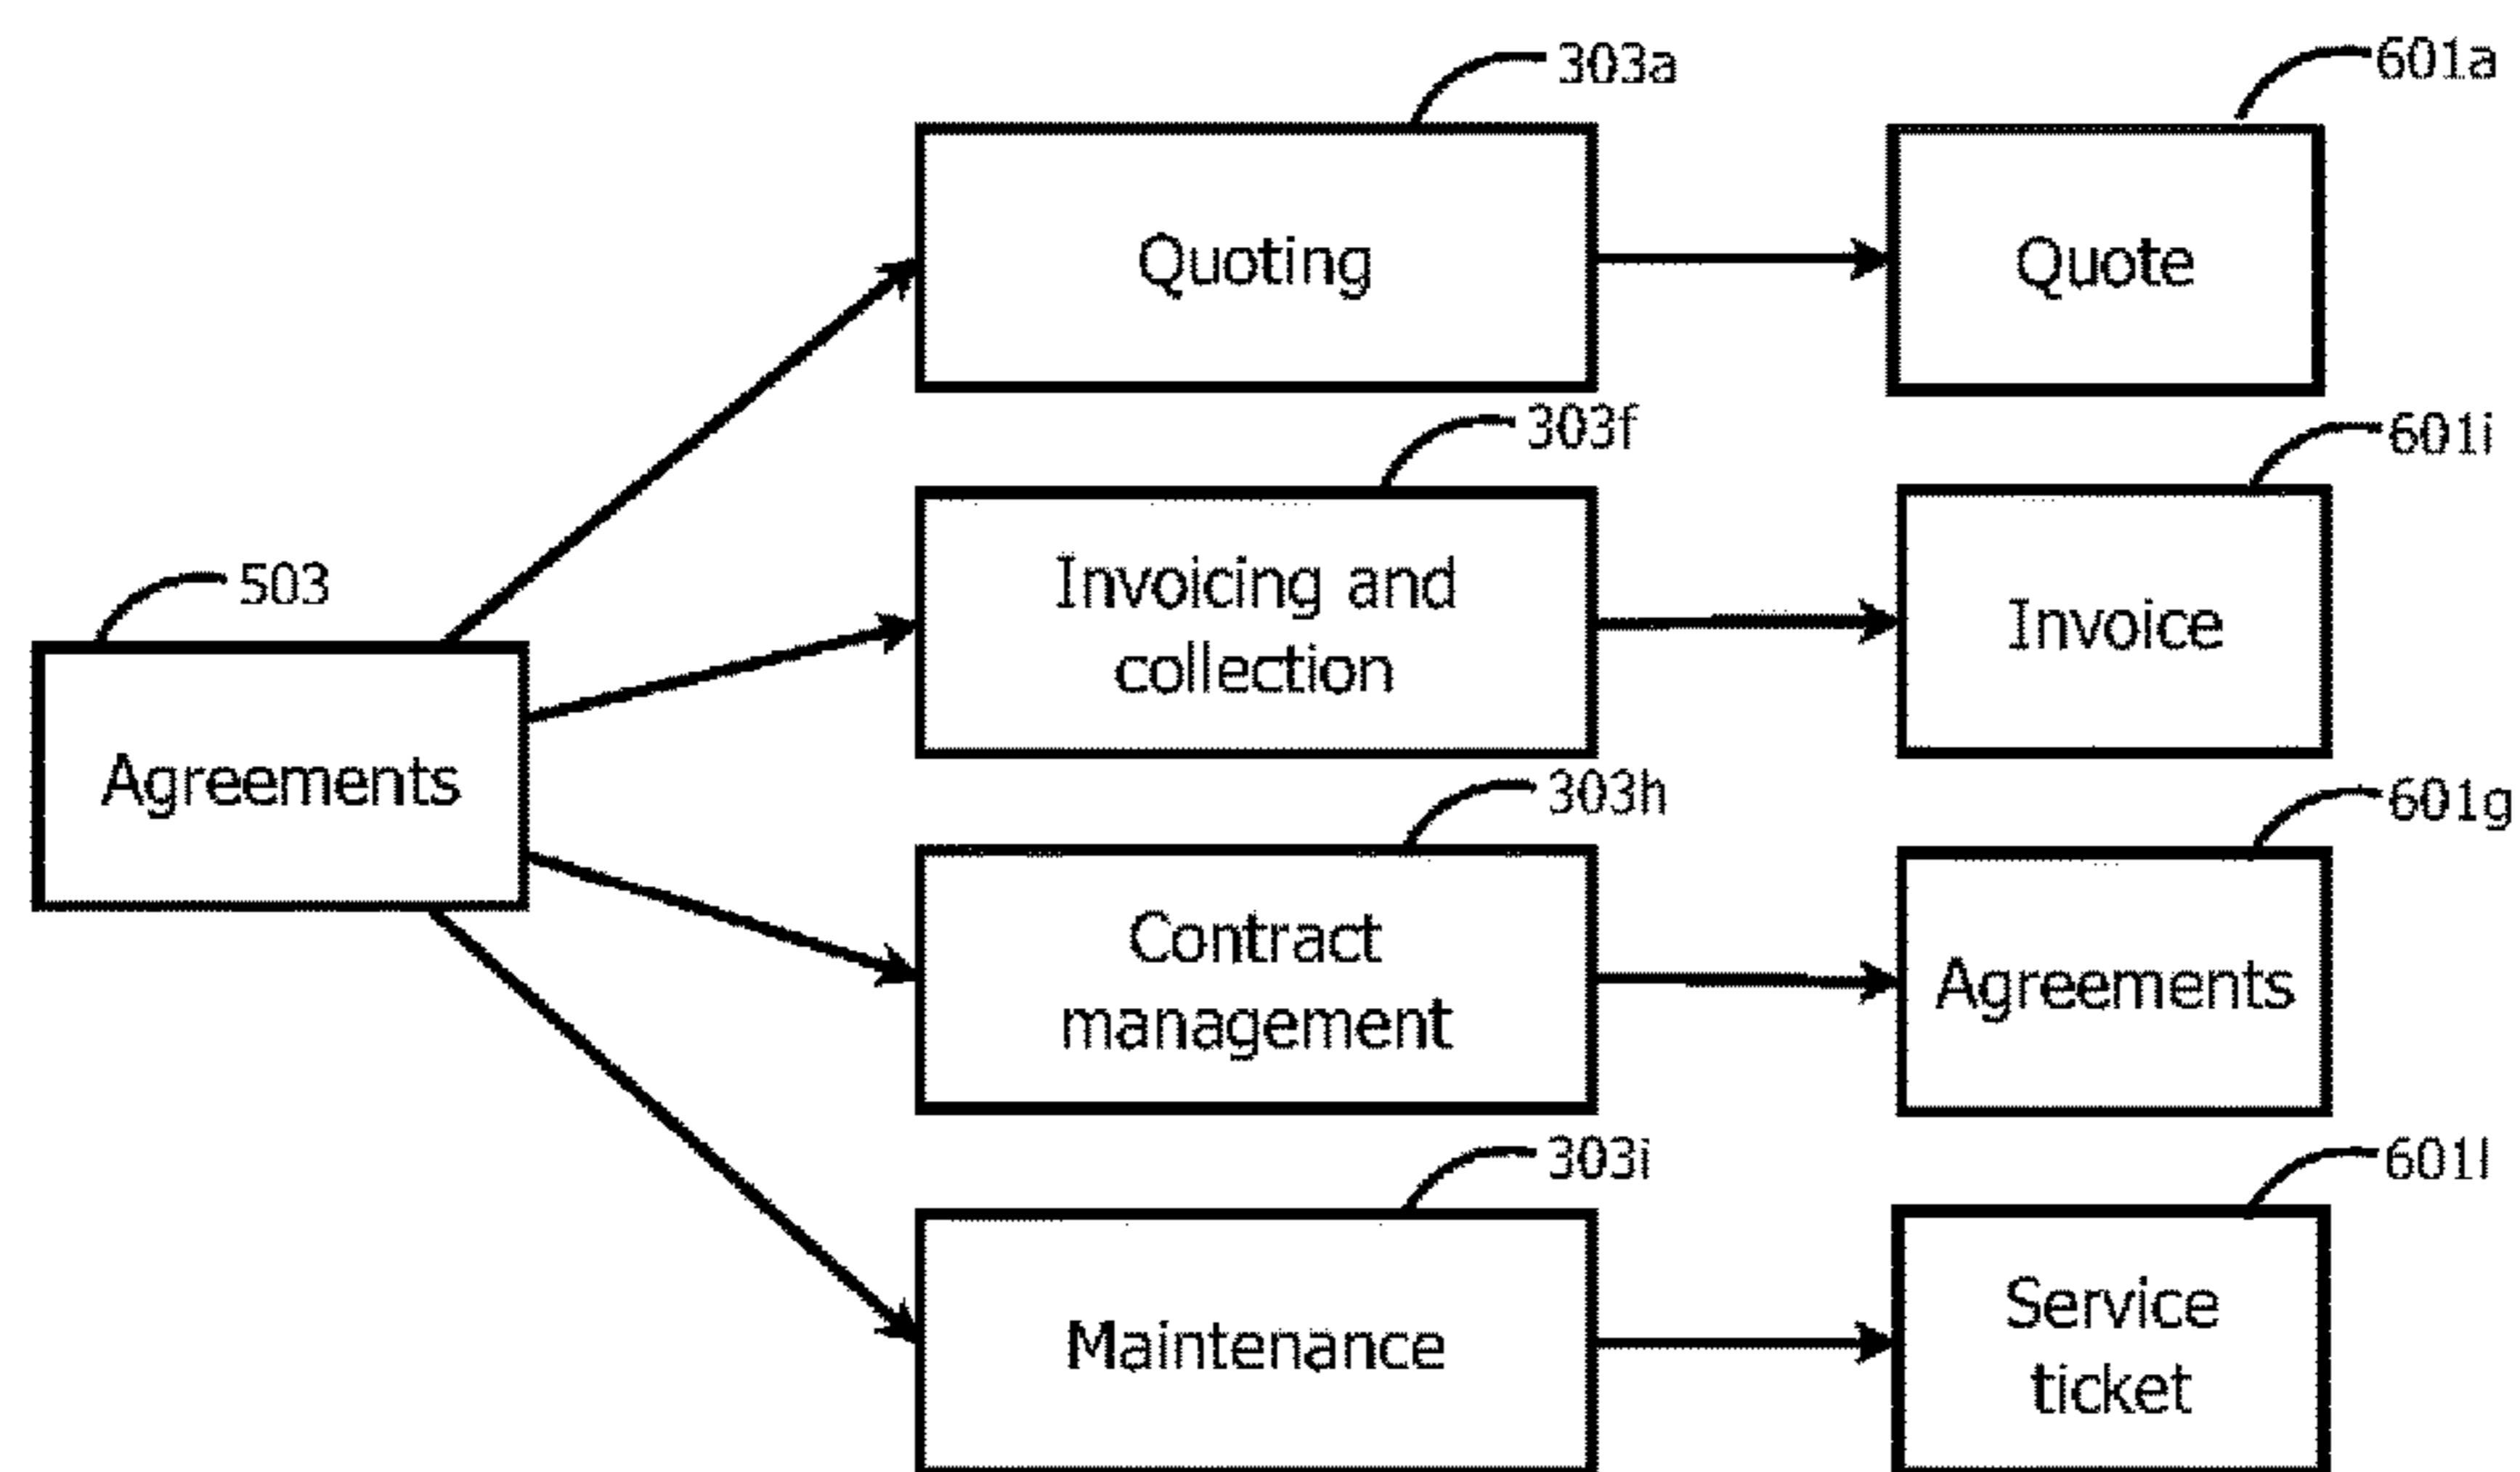 303a
601a
Quoting
Quote
303f
601i
Invoicing and
collection
Invoice
503
Agreements
303h
601g
Contract
management
Agreements
303i
601l
Maintenance
Service
ticket